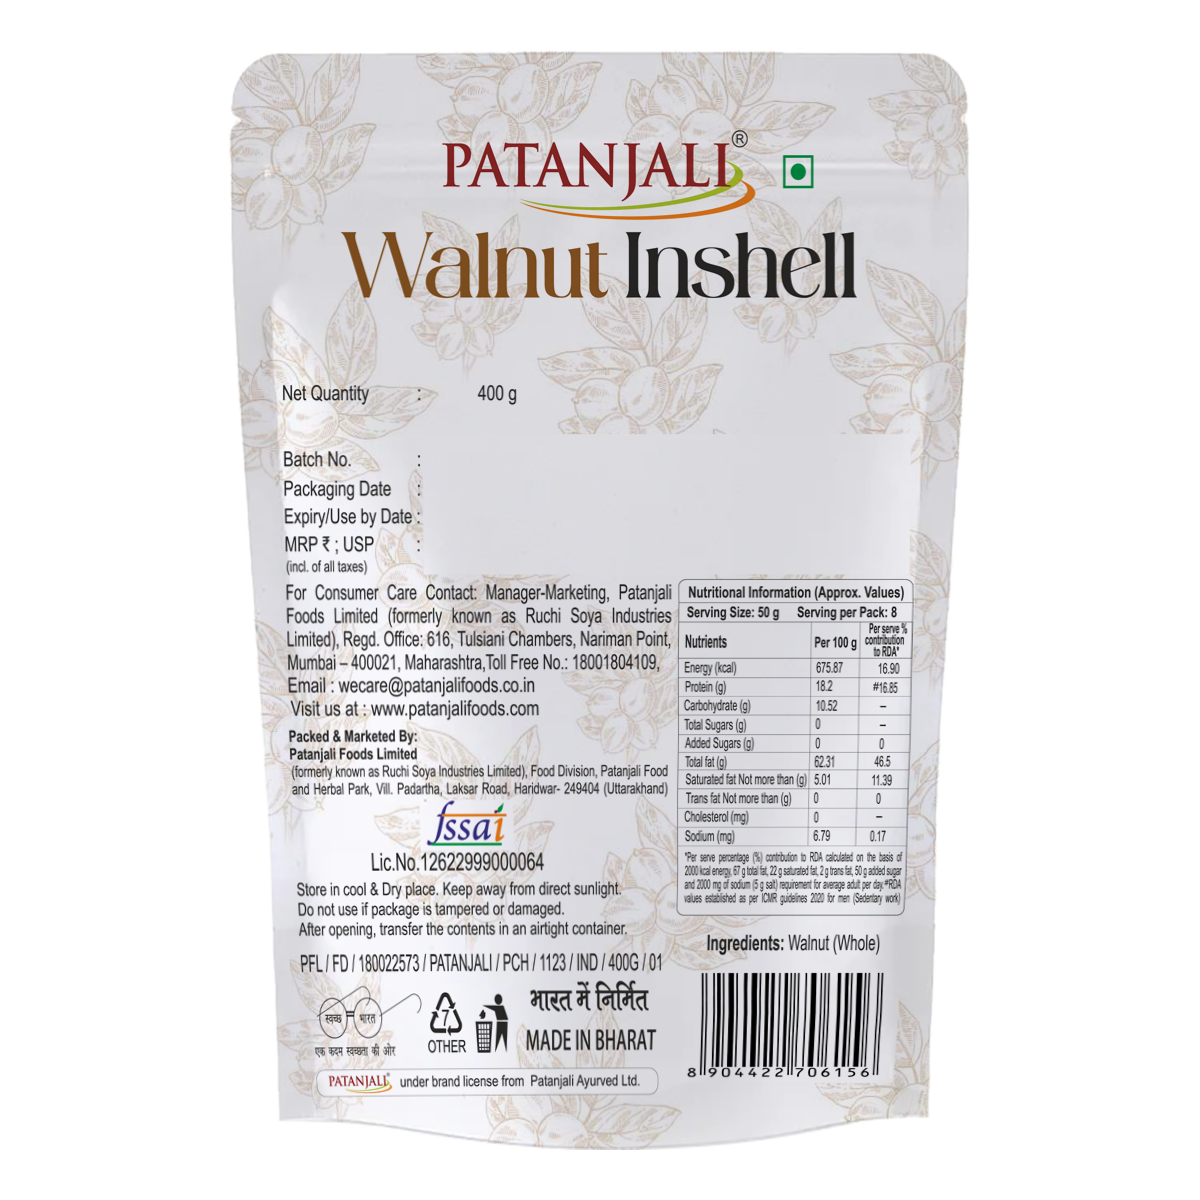 PATANJALI®
Walnut Inshell
Net Quantity : 400 g
Batch No. :
Packaging Date :
Expiry/Use by Date :
MRP ₹ ; USP :
(incl. of all taxes)
For Consumer Care Contact: Manager-Marketing, Patanjali
Foods Limited (formerly known as Ruchi Soya Industries
Limited), Regd. Office: 616, Tulsiani Chambers, Nariman Point,
Mumbai – 400021, Maharashtra,Toll Free No.: 18001804109,
Email : wecare@patanjalifoods.co.in
Visit us at : www.patanjalifoods.com
Packed & Marketed By:
Patanjali Foods Limited
(formerly known as Ruchi Soya Industries Limited), Food Division, Patanjali Food
and Herbal Park, Vill. Padartha, Laksar Road, Haridwar- 249404 (Uttarakhand)
fssai
Lic.No.12622999000064
Store in cool & Dry place. Keep away from direct sunlight.
Do not use if package is tampered or damaged.
After opening, transfer the contents in an airtight container.
PFL / FD / 180022573 / PATANJALI / PCH / 1123 / IND / 400G / 01
स्वच्छ भारत
एक कदम स्वच्छता की ओर
7
OTHER
भारत में निर्मित
MADE IN BHARAT
PATANJALI® under brand license from Patanjali Ayurved Ltd.
Nutritional Information (Approx. Values)
Serving Size: 50 g Serving per Pack: 8
Nutrients Per 100 g Per serve % contribution to RDA*
Energy (kcal) 675.87 16.90
Protein (g) 18.2 #16.85
Carbohydrate (g) 10.52 –
Total Sugars (g) 0 –
Added Sugars (g) 0 0
Total fat (g) 62.31 46.5
Saturated fat Not more than (g) 5.01 11.39
Trans fat Not more than (g) 0 0
Cholesterol (mg) 0 –
Sodium (mg) 6.79 0.17
*Per serve percentage (%) contribution to RDA calculated on the basis of
2000 kcal energy, 67 g total fat, 22 g saturated fat, 2 g trans fat, 50 g added sugar
and 2000 mg of sodium (5 g salt) requirement for average adult per day. #RDA
values established as per ICMR guidelines 2020 for men (Sedentary work)
Ingredients: Walnut (Whole)
8 904422 706156